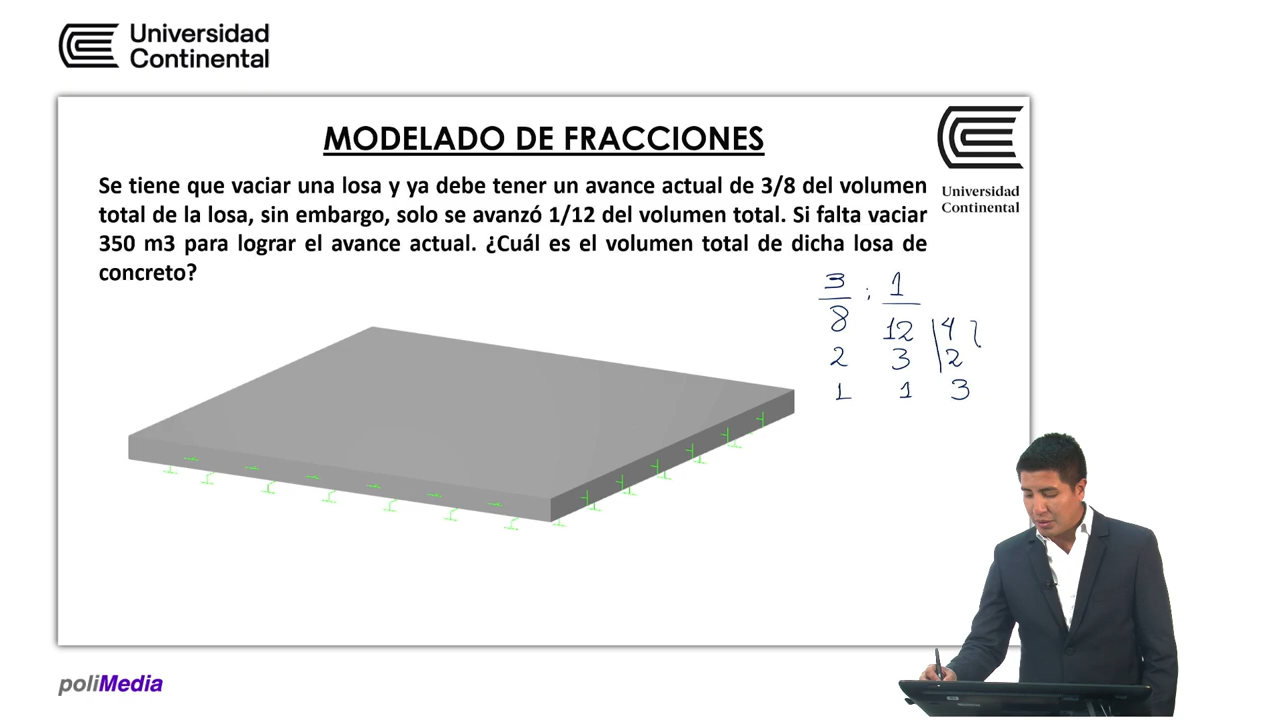 Universidad
Continental
MODELADO DE FRACCIONES
Universidad
Continental
Se tiene que vaciar una losa y ya debe tener un avance actual de 3/8 del volumen
total de la losa, sin embargo, solo se avanzó 1/12 del volumen total. Si falta vaciar
350 m3 para lograr el avance actual. ¿Cuál es el volumen total de dicha losa de
concreto?
3 ; 1
8 12 4
2 3 2
1 1 3
poliMedia